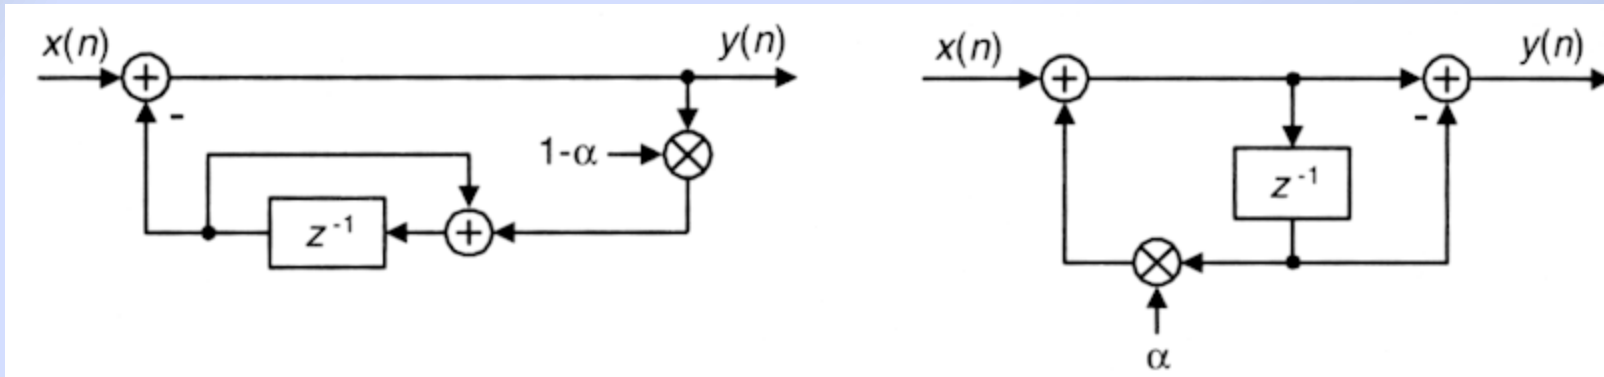 x(n)
y(n)
-
1-α
z⁻¹
x(n)
y(n)
-
z⁻¹
α